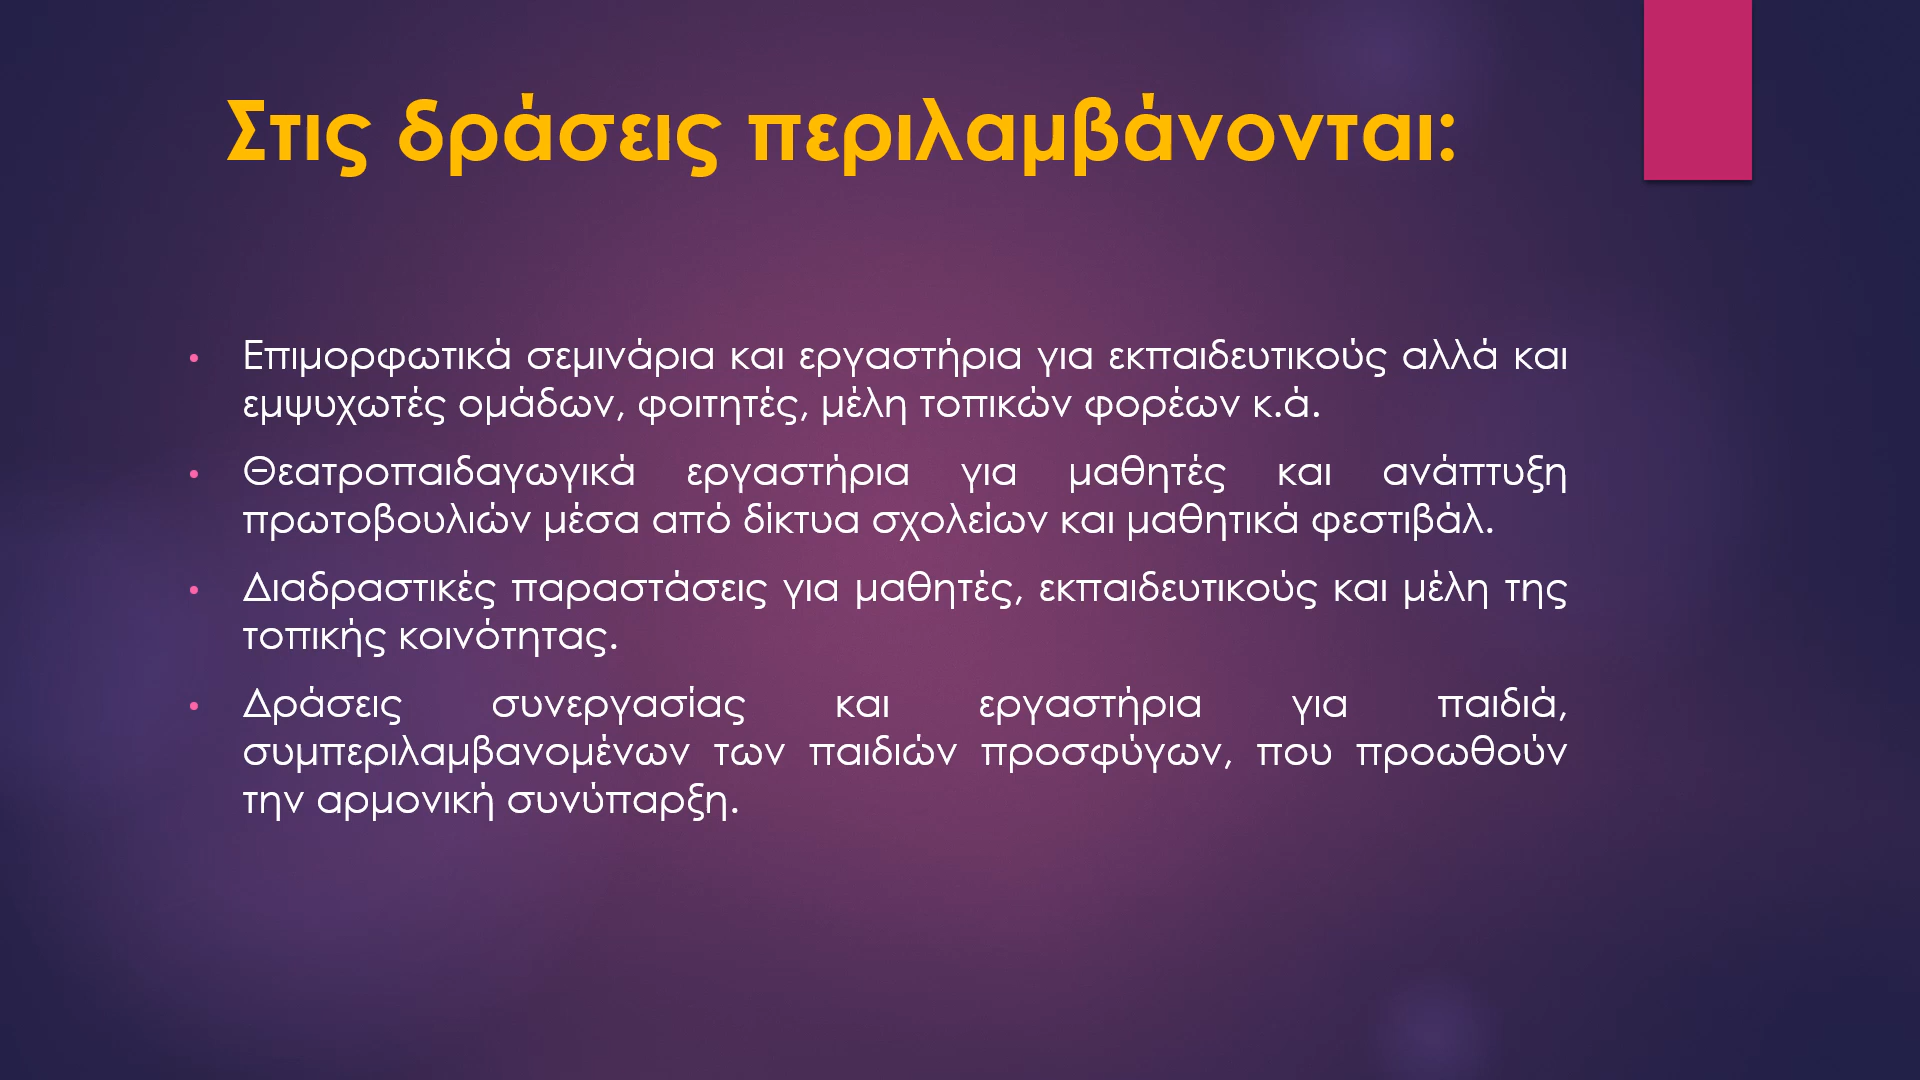 Στις δράσεις περιλαμβάνονται:
• Επιμορφωτικά σεμινάρια και εργαστήρια για εκπαιδευτικούς αλλά και
εμψυχωτές ομάδων, φοιτητές, μέλη τοπικών φορέων κ.ά.
• Θεατροπαιδαγωγικά εργαστήρια για μαθητές και ανάπτυξη
πρωτοβουλιών μέσα από δίκτυα σχολείων και μαθητικά φεστιβάλ.
• Διαδραστικές παραστάσεις για μαθητές, εκπαιδευτικούς και μέλη της
τοπικής κοινότητας.
• Δράσεις συνεργασίας και εργαστήρια για παιδιά,
συμπεριλαμβανομένων των παιδιών προσφύγων, που προωθούν
την αρμονική συνύπαρξη.